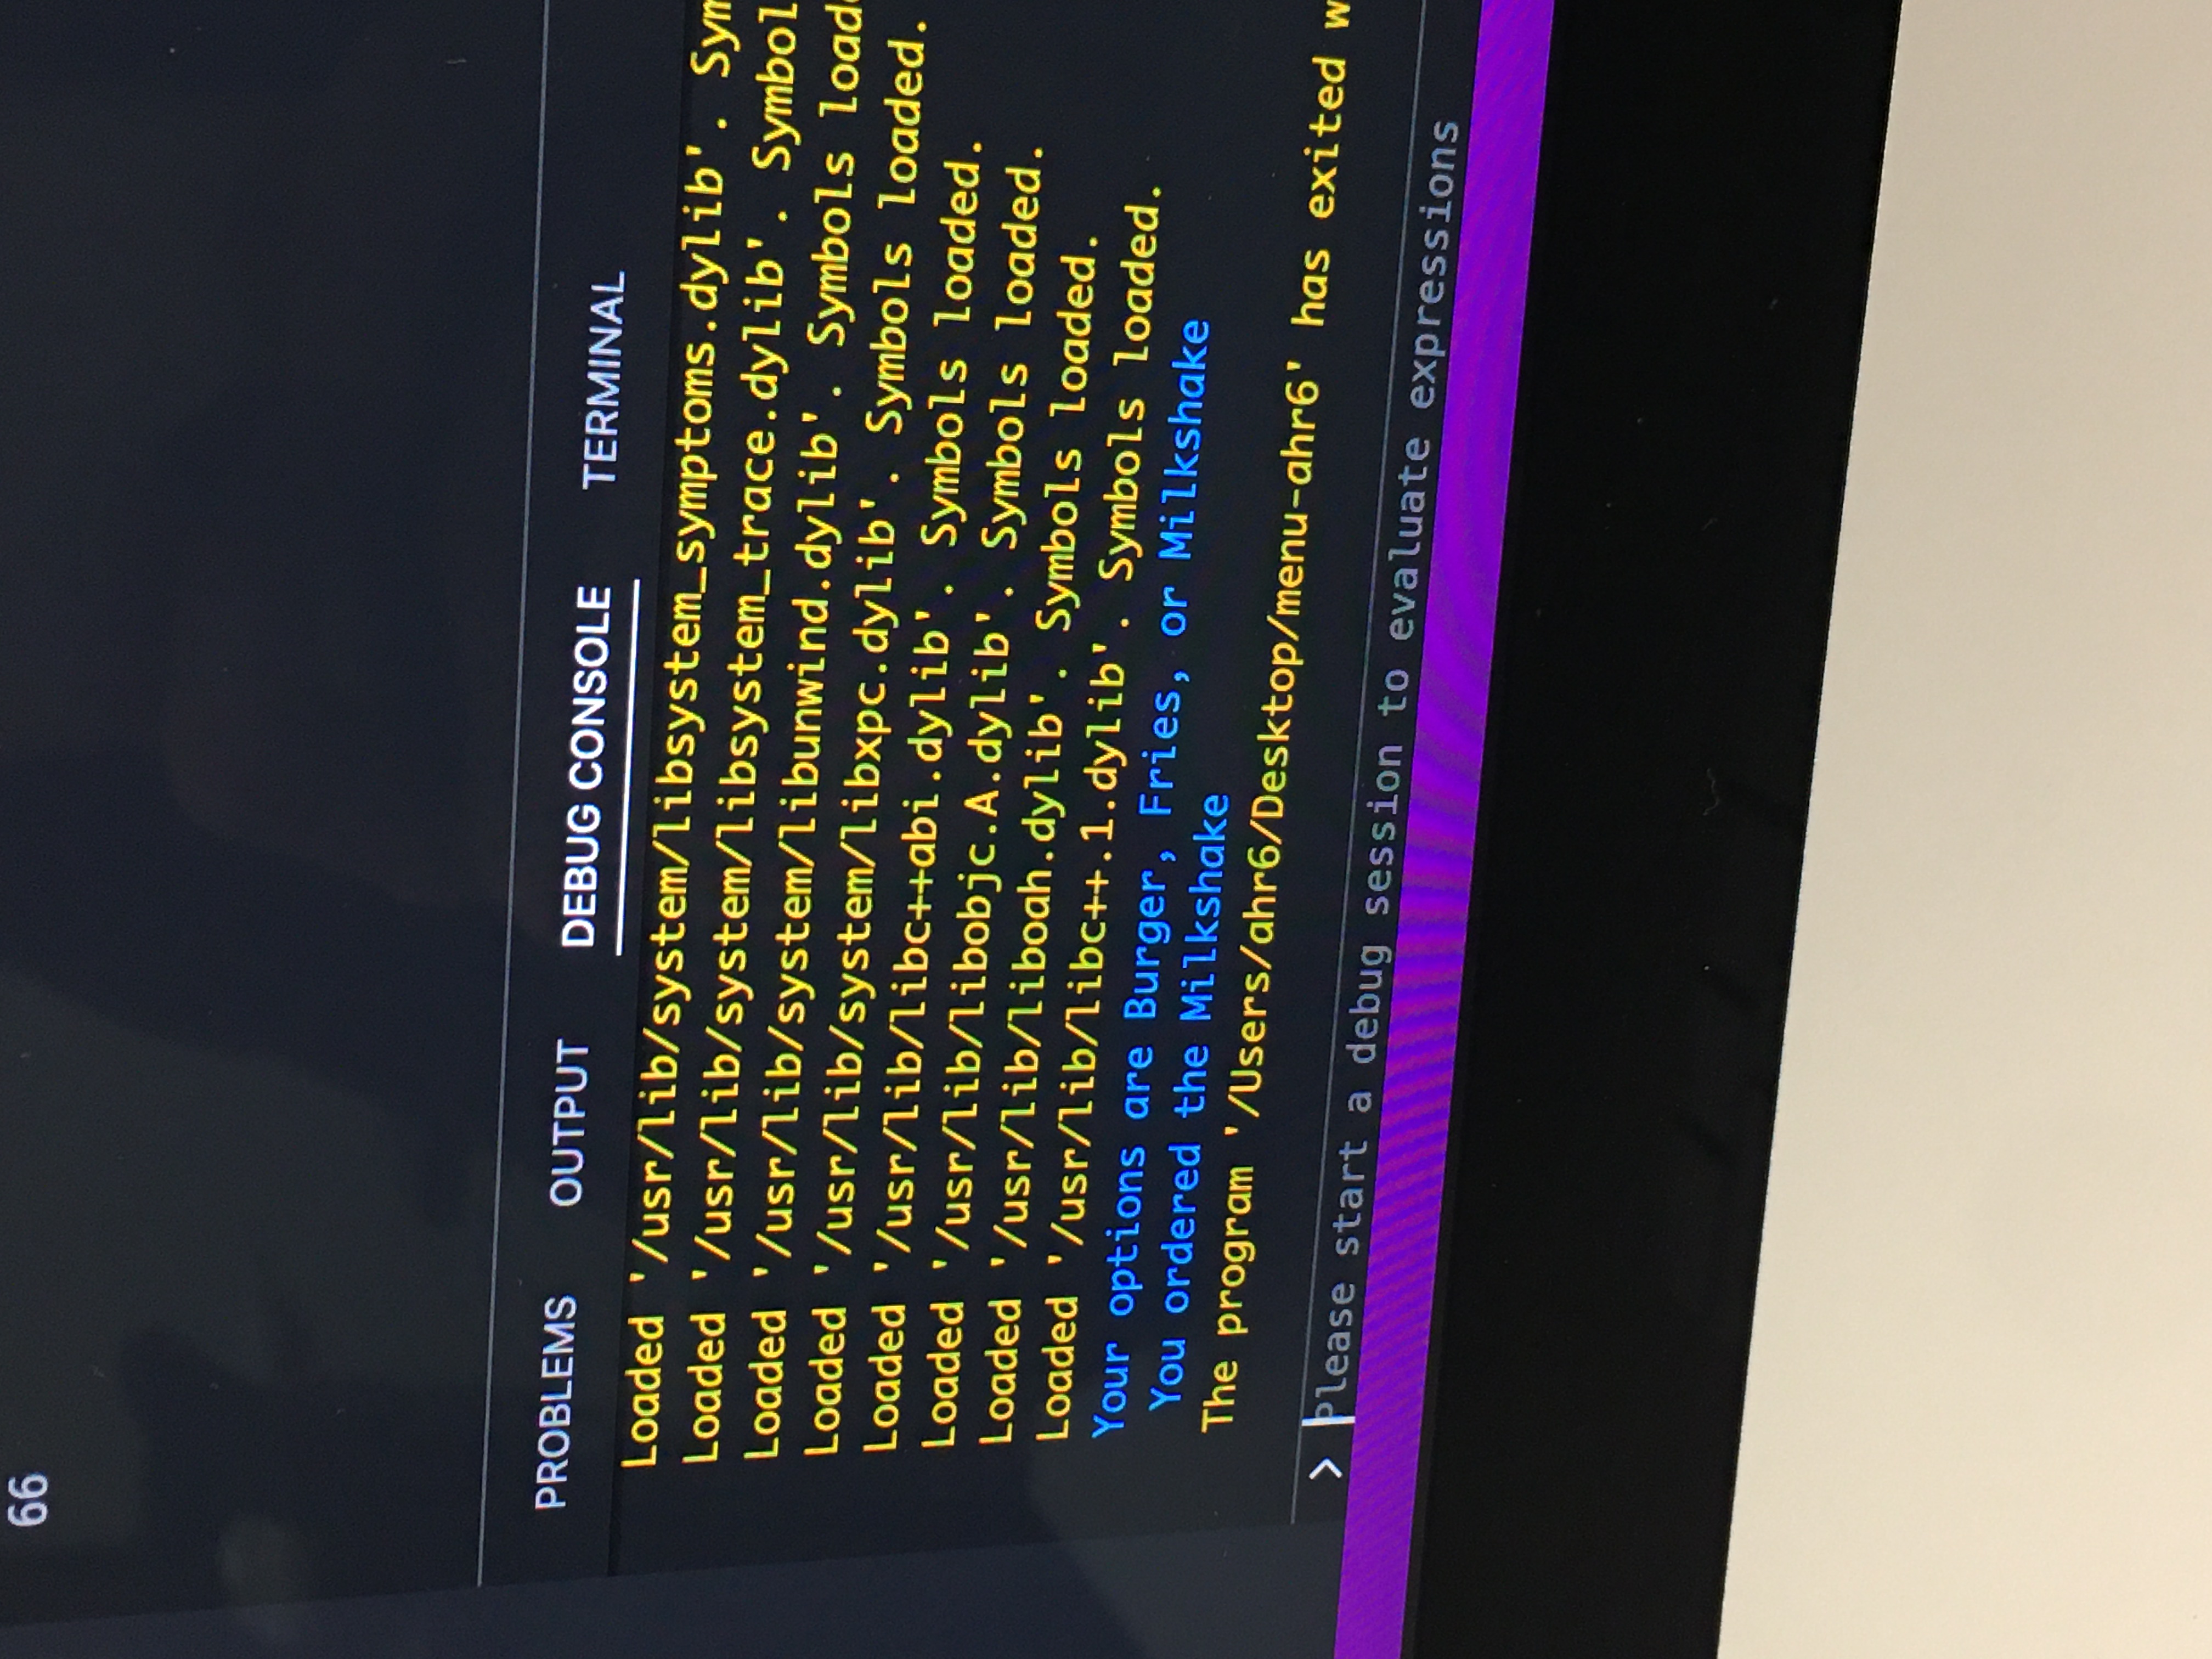 66
PROBLEMS OUTPUT DEBUG CONSOLE TERMINAL
Loaded '/usr/lib/system/libsystem_symptoms.dylib'. Sym
Loaded '/usr/lib/system/libsystem_trace.dylib'. Symbol
Loaded '/usr/lib/system/libunwind.dylib'. Symbols load
Loaded '/usr/lib/system/libxpc.dylib'. Symbols loaded.
Loaded '/usr/lib/libc++abi.dylib'. Symbols loaded.
Loaded '/usr/lib/libobjc.A.dylib'. Symbols loaded.
Loaded '/usr/lib/liboah.dylib'. Symbols loaded.
Loaded '/usr/lib/libc++.1.dylib'. Symbols loaded.
Your options are Burger, Fries, or Milkshake
You ordered the Milkshake
The program '/Users/ahr6/Desktop/menu-ahr6' has exited w
> Please start a debug session to evaluate expressions